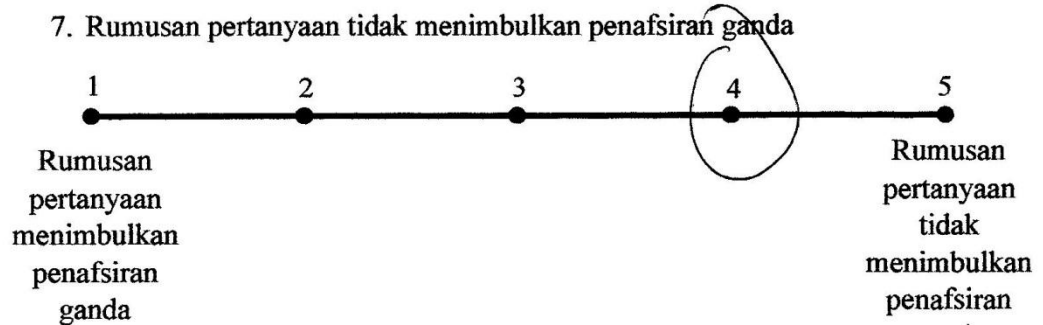 7. Rumusan pertanyaan tidak menimbulkan penafsiran ganda
1 2 3 4 5
Rumusan
pertanyaan
menimbulkan
penafsiran
ganda
Rumusan
pertanyaan
tidak
menimbulkan
penafsiran